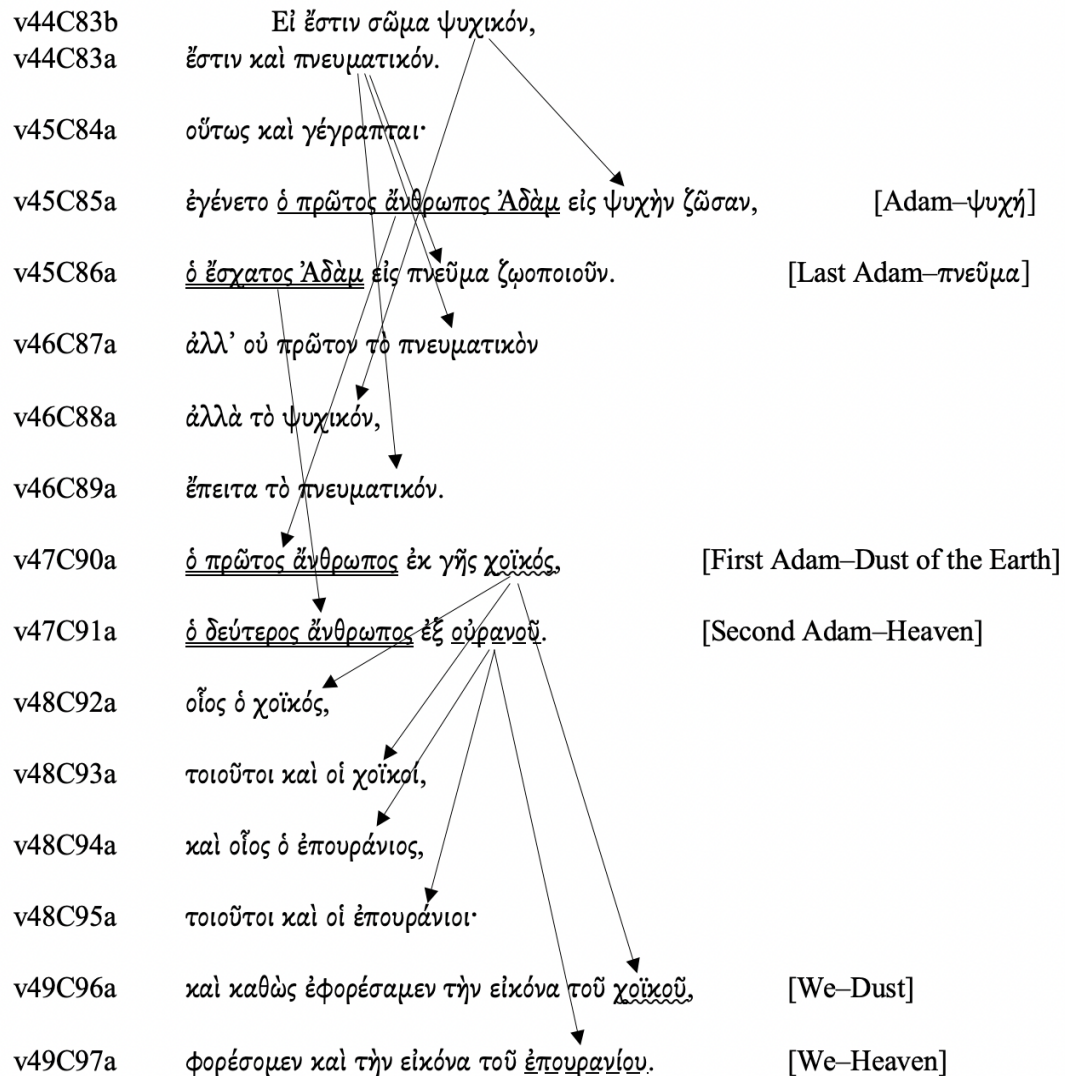 v44C83b Εἰ ἔστιν σῶμα ψυχικόν,
v44C83a ἔστιν καὶ πνευματικόν.
v45C84a οὕτως καὶ γέγραπται·
v45C85a ἐγένετο ὁ πρῶτος ἄνθρωπος Ἀδὰμ εἰς ψυχὴν ζῶσαν, [Adam–ψυχή]
v45C86a ὁ ἔσχατος Ἀδὰμ εἰς πνεῦμα ζῳοποιοῦν. [Last Adam–πνεῦμα]
v46C87a ἀλλ’ οὐ πρῶτον τὸ πνευματικὸν
v46C88a ἀλλὰ τὸ ψυχικόν,
v46C89a ἔπειτα τὸ πνευματικόν.
v47C90a ὁ πρῶτος ἄνθρωπος ἐκ γῆς χοϊκός, [First Adam–Dust of the Earth]
v47C91a ὁ δεύτερος ἄνθρωπος ἐξ οὐρανοῦ. [Second Adam–Heaven]
v48C92a οἷος ὁ χοϊκός,
v48C93a τοιοῦτοι καὶ οἱ χοϊκοί,
v48C94a καὶ οἷος ὁ ἐπουράνιος,
v48C95a τοιοῦτοι καὶ οἱ ἐπουράνιοι·
v49C96a καὶ καθὼς ἐφορέσαμεν τὴν εἰκόνα τοῦ χοϊκοῦ, [We–Dust]
v49C97a φορέσομεν καὶ τὴν εἰκόνα τοῦ ἐπουρανίου. [We–Heaven]